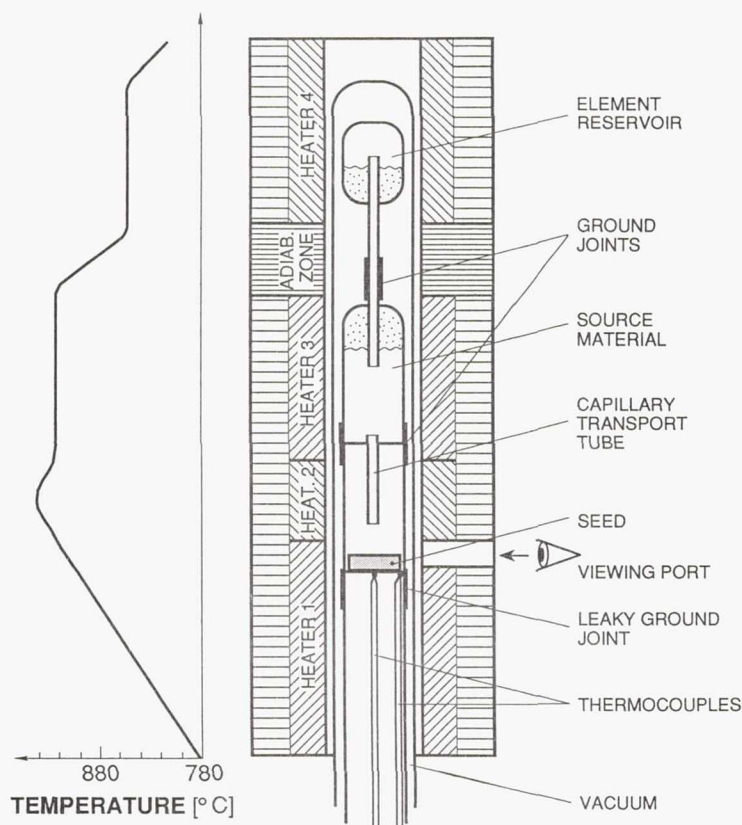 HEATER 4
ADIAB.
ZONE
HEATER 3
HEAT. 2
HEATER 1
ELEMENT
RESERVOIR
GROUND
JOINTS
SOURCE
MATERIAL
CAPILLARY
TRANSPORT
TUBE
SEED
VIEWING PORT
LEAKY GROUND
JOINT
THERMOCOUPLES
VACUUM
880 780
TEMPERATURE [° C]